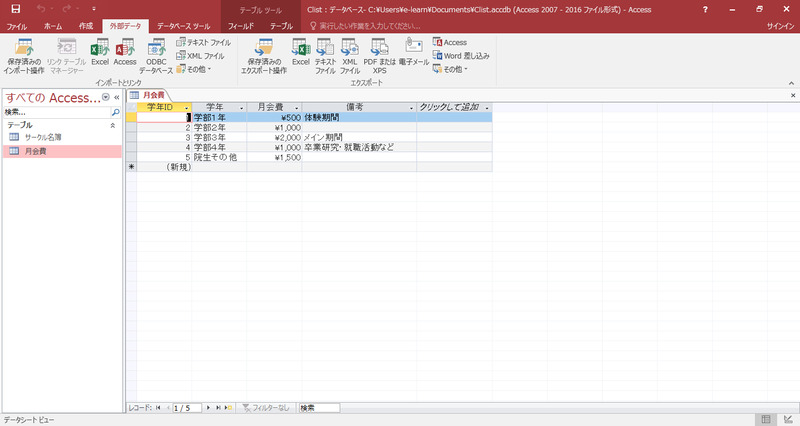 テーブル ツール
Clist : データベース- C:¥Users¥e-learn¥Documents¥Clist.accdb (Access 2007 - 2016 ファイル形式) - Access
?
ファイル ホーム 作成 外部データ データベース ツール フィールド テーブル 実行したい作業を入力してください... サインイン
保存済みの インポート操作
リンク テーブル マネージャー
Excel
Access
ODBC データベース
テキスト ファイル
XML ファイル
その他
インポートとリンク
保存済みの エクスポート操作
Excel
テキスト ファイル
XML ファイル
PDF または XPS
電子メール
Access
Word 差し込み
その他
エクスポート
すべての Access...
検索...
テーブル
サークル名簿
月会費
月会費
学年ID 学年 月会費 備考 クリックして追加
1 学部1年 ¥500 体験期間
2 学部2年 ¥1,000
3 学部3年 ¥2,000 メイン期間
4 学部4年 ¥1,000 卒業研究・就職活動など
5 院生その他 ¥1,500
(新規)
レコード: 1 / 5 フィルターなし 検索
データシート ビュー